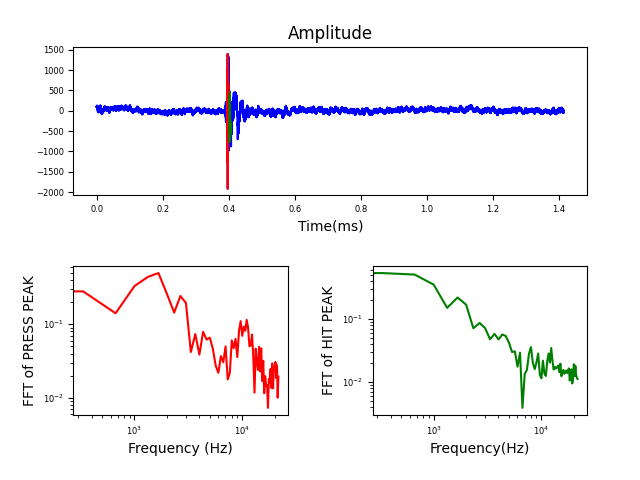 Amplitude
1500
1000
500
0
−500
−1000
−1500
−2000
0.0 0.2 0.4 0.6 0.8 1.0 1.2 1.4
Time(ms)
FFT of PRESS PEAK
10⁻¹
10⁻²
10³ 10⁴
Frequency (Hz)
FFT of HIT PEAK
10⁻¹
10⁻²
10³ 10⁴
Frequency(Hz)